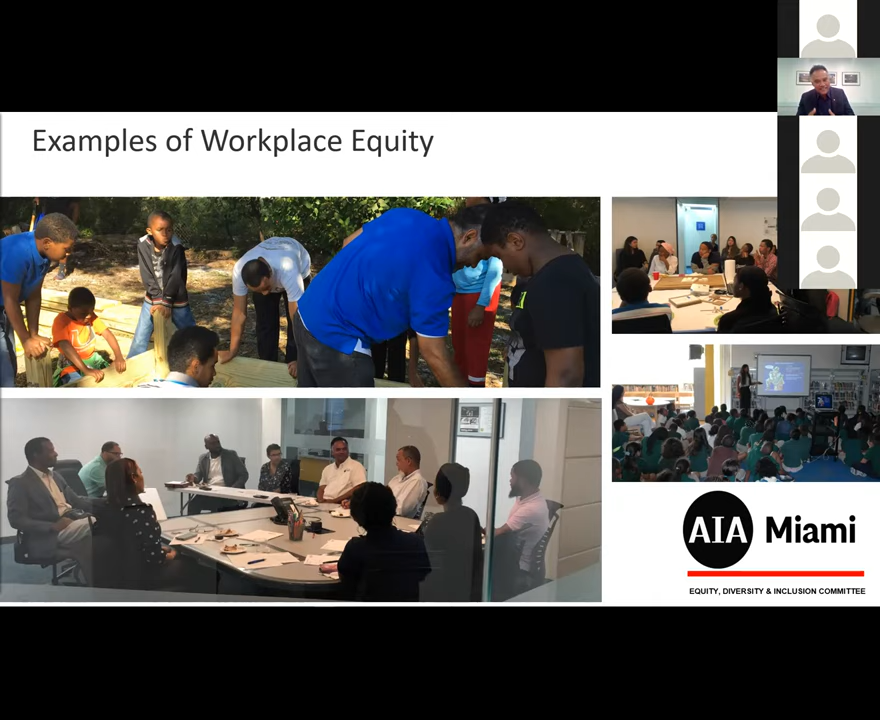 Examples of Workplace Equity
AIA Miami
EQUITY, DIVERSITY & INCLUSION COMMITTEE